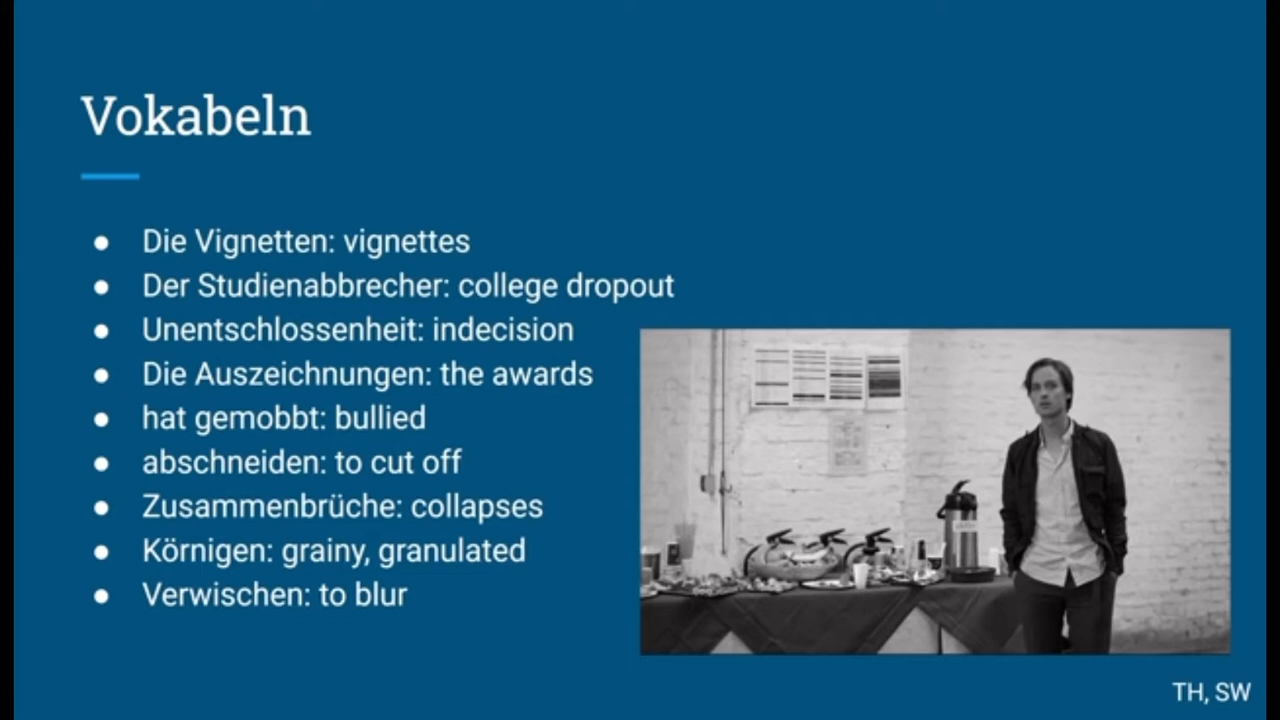 Vokabeln
● Die Vignetten: vignettes
● Der Studienabbrecher: college dropout
● Unentschlossenheit: indecision
● Die Auszeichnungen: the awards
● hat gemobbt: bullied
● abschneiden: to cut off
● Zusammenbrüche: collapses
● Körnigen: grainy, granulated
● Verwischen: to blur
TH, SW